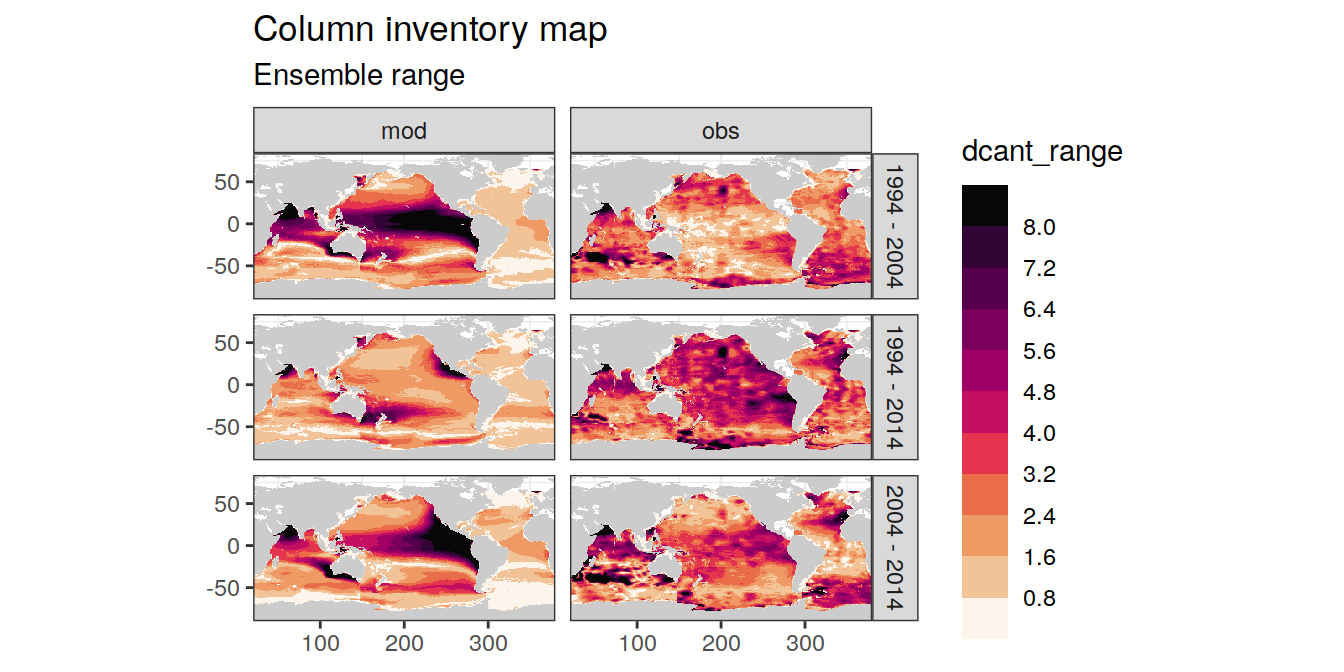 Column inventory map
Ensemble range
mod obs
dcant_range
1994 - 2004
1994 - 2014
2004 - 2014
50
0
-50
50
0
-50
50
0
-50
100 200 300 100 200 300
8.0
7.2
6.4
5.6
4.8
4.0
3.2
2.4
1.6
0.8